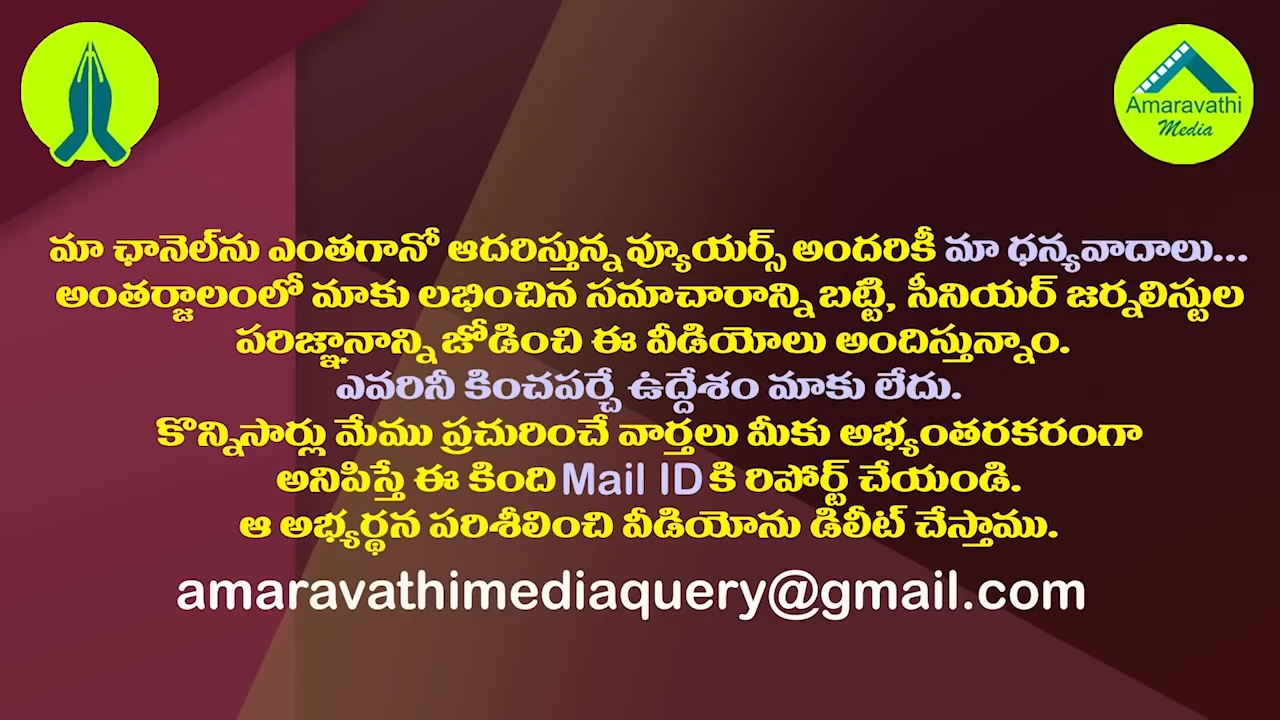 Amaravathi
Media
మా ఛానెల్‌ను ఎంతగానో ఆదరిస్తున్న వ్యూయర్స్ అందరికీ మా ధన్యవాదాలు...
అంతర్జాలంలో మాకు లభించిన సమాచారాన్ని బట్టి, సీనియర్ జర్నలిస్టుల
పరిజ్ఞానాన్ని జోడించి ఈ వీడియోలు అందిస్తున్నాం.
ఎవరినీ కించపర్చే ఉద్దేశం మాకు లేదు.
కొన్నిసార్లు మేము ప్రచురించే వార్తలు మీకు అభ్యంతరకరంగా
అనిపిస్తే ఈ కింది Mail ID కి రిపోర్ట్ చేయండి.
ఆ అభ్యర్థన పరిశీలించి వీడియోను డిలీట్ చేస్తాము.
amaravathimediaquery@gmail.com